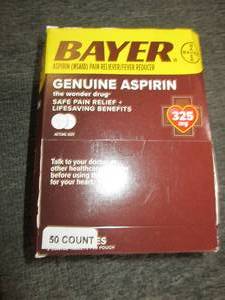 BAYER
ASPIRIN (NSAID) PAIN RELIEVER/FEVER REDUCER
GENUINE ASPIRIN
the wonder drug
SAFE PAIN RELIEF +
LIFESAVING BENEFITS
325
mg
ACTUAL SIZE
Talk to your doctor
other healthcare
before using t
for your heart
50 COUNT
POUCH